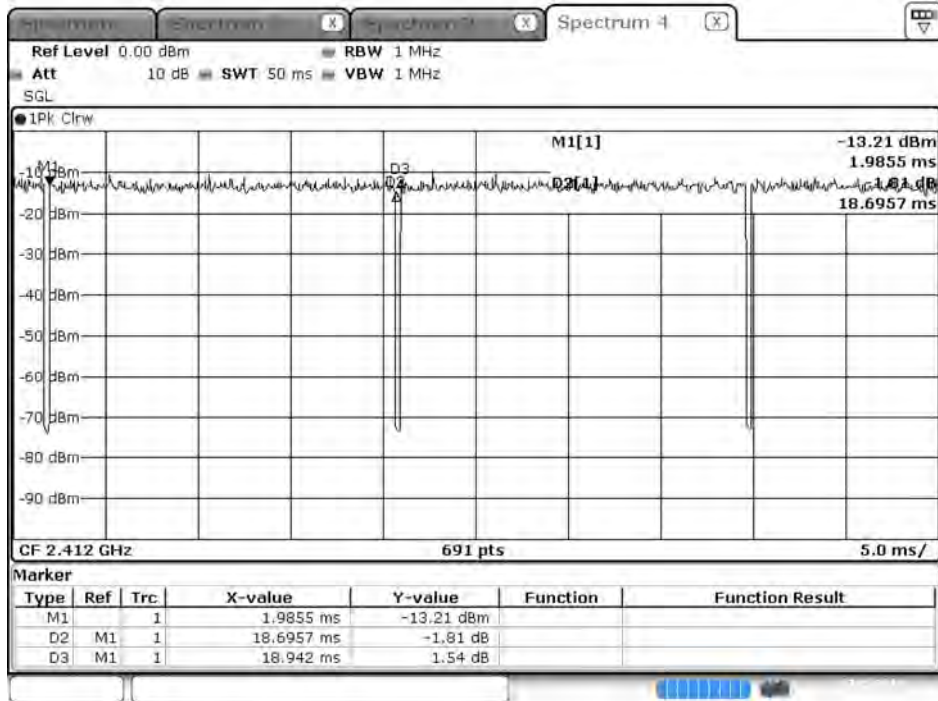 Spectrum 4
Ref Level 0.00 dBm RBW 1 MHz
Att 10 dB SWT 50 ms VBW 1 MHz
SGL
1Pk Clrw
M1[1] -13.21 dBm
1.9855 ms
D2[1] -1.81 dB
18.6957 ms
M1
D3
D2
-10 dBm
-20 dBm
-30 dBm
-40 dBm
-50 dBm
-60 dBm
-70 dBm
-80 dBm
-90 dBm
CF 2.412 GHz 691 pts 5.0 ms/
Marker
Type Ref Trc X-value Y-value Function Function Result
M1 1 1.9855 ms -13.21 dBm
D2 M1 1 18.6957 ms -1.81 dB
D3 M1 1 18.942 ms 1.54 dB